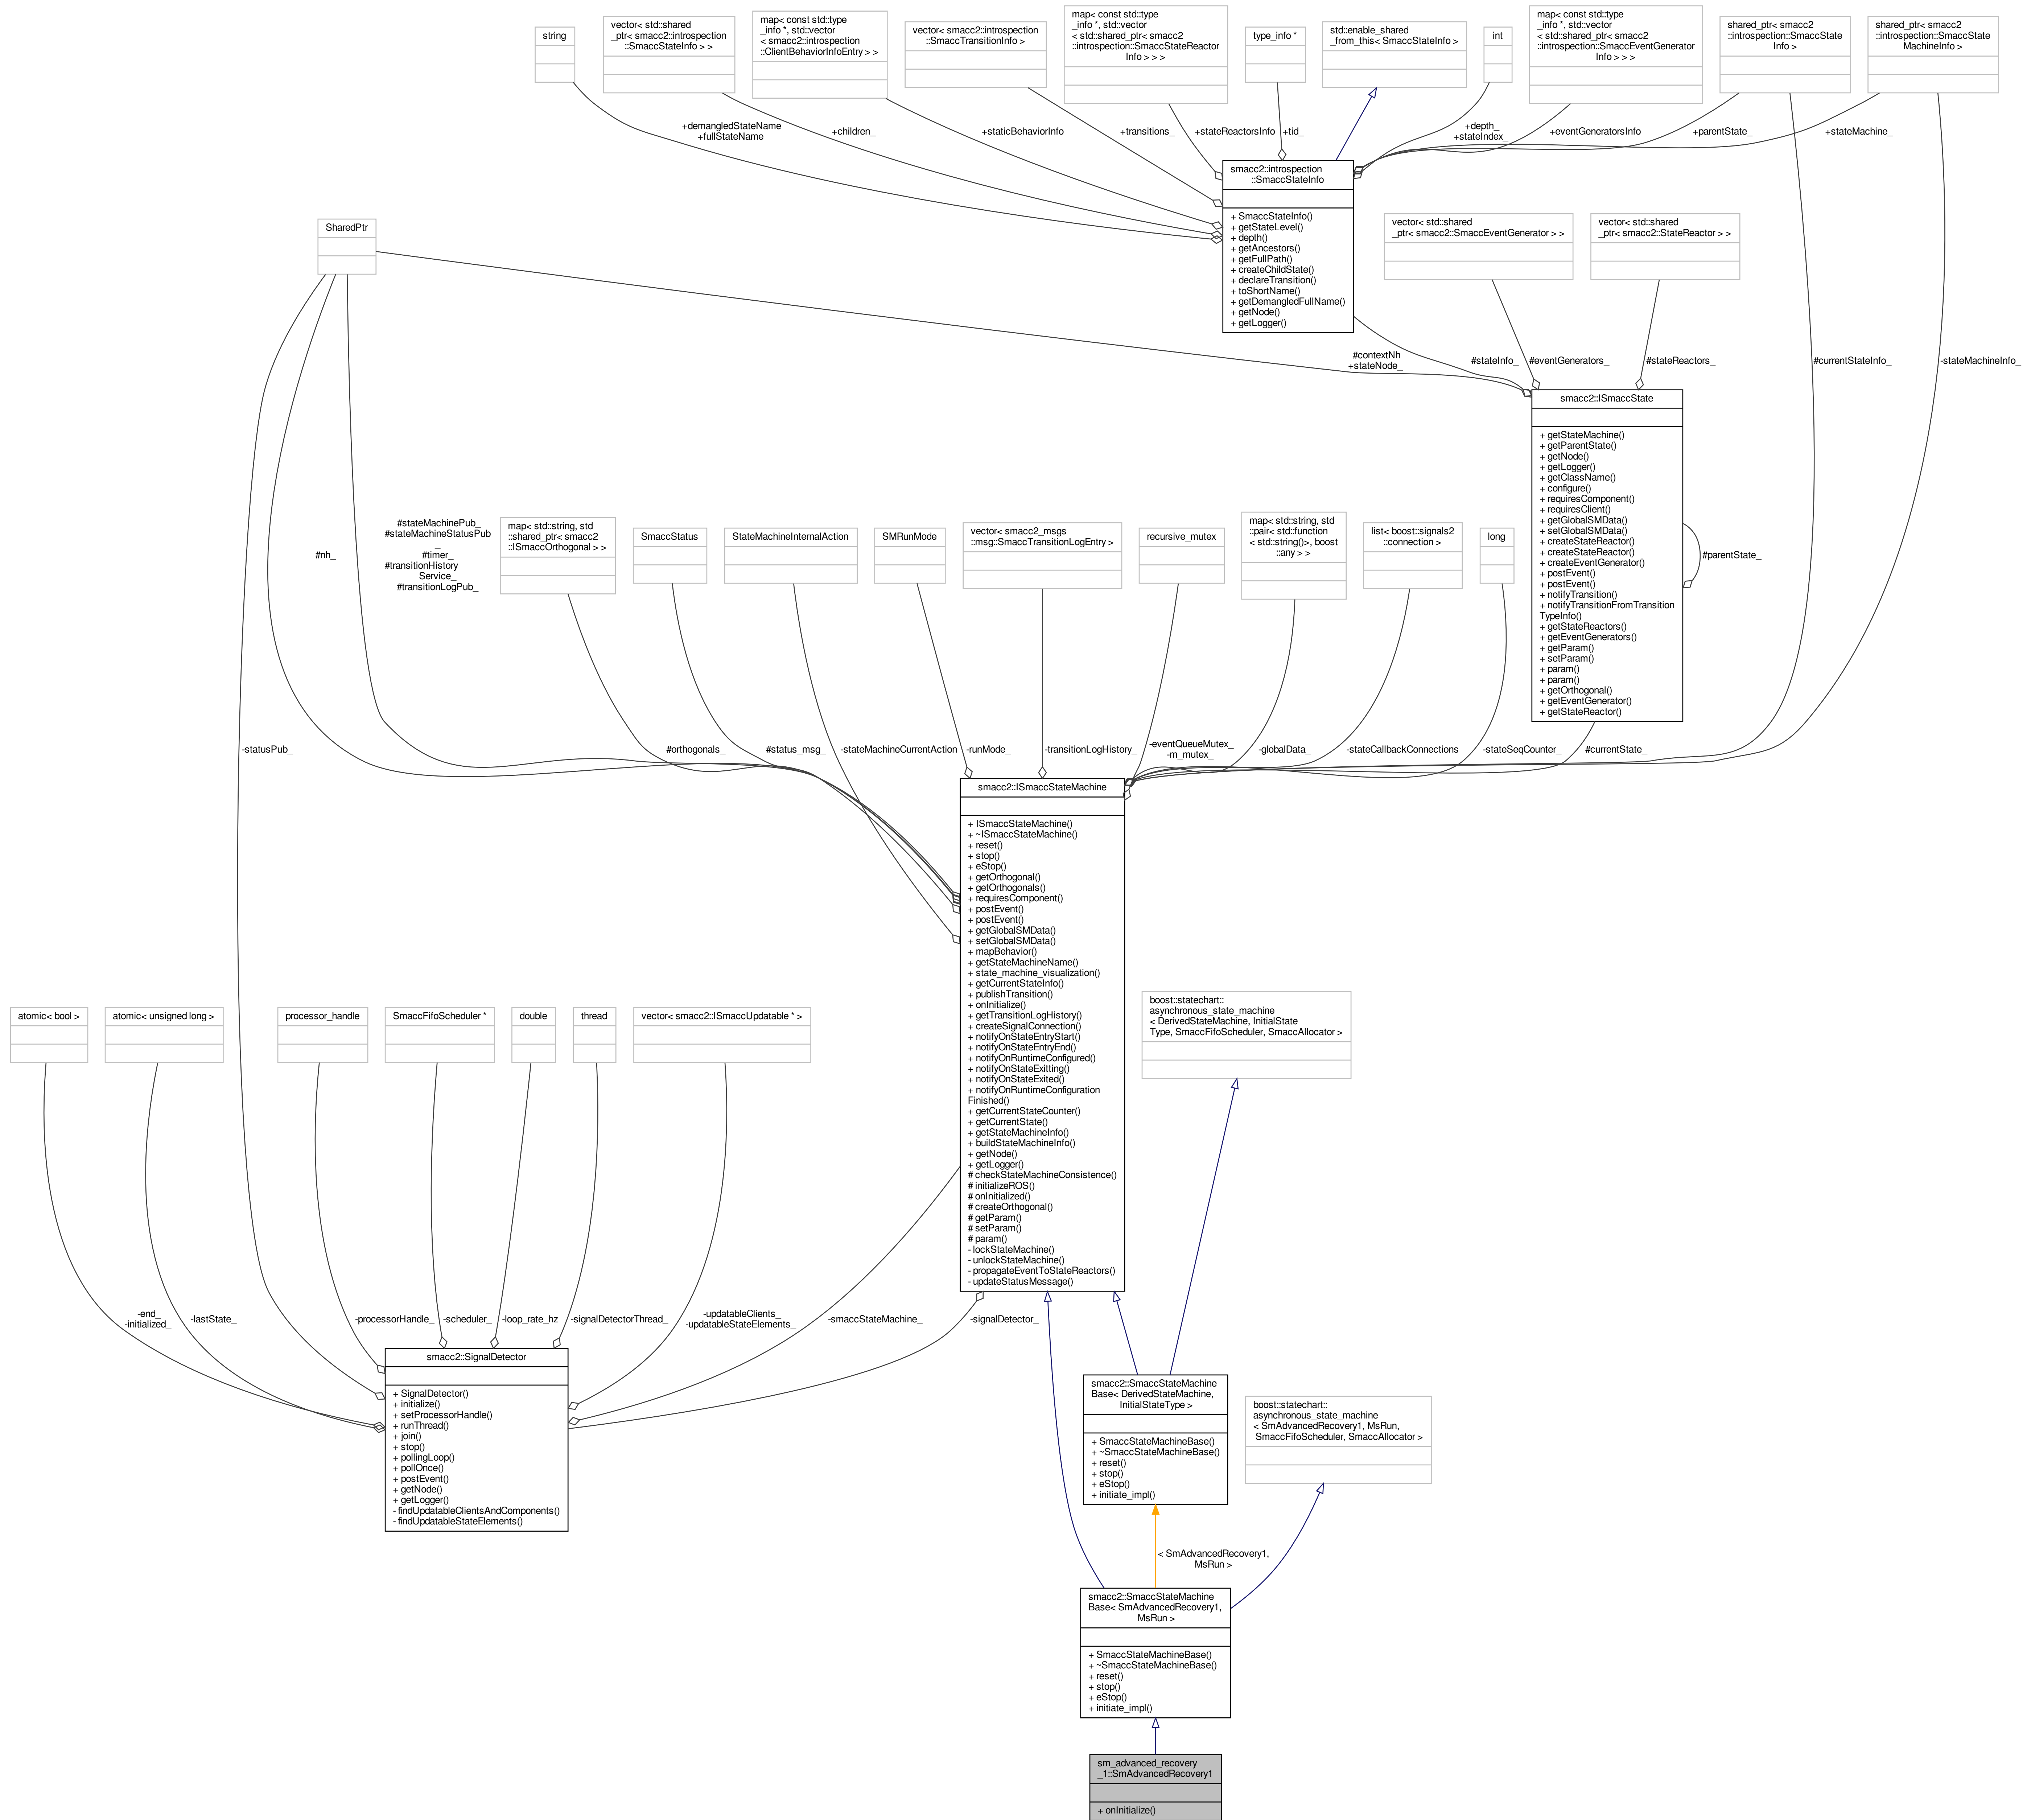 string
vector< std::shared
_ptr< smacc2::introspection
::SmaccStateInfo > >
map< const std::type
_info *, std::vector
< smacc2::introspection
::ClientBehaviorInfoEntry > >
vector< smacc2::introspection
::SmaccTransitionInfo >
map< const std::type
_info *, std::vector
< std::shared_ptr< smacc2
::introspection::SmaccStateReactor
Info > > >
type_info *
std::enable_shared
_from_this< SmaccStateInfo >
int
map< const std::type
_info *, std::vector
< std::shared_ptr< smacc2
::introspection::SmaccEventGenerator
Info > > >
shared_ptr< smacc2
::introspection::SmaccState
Info >
shared_ptr< smacc2
::introspection::SmaccState
MachineInfo >
+demangledStateName
+fullStateName
+children_
+staticBehaviorInfo
+transitions_
+stateReactorsInfo
+tid_
+depth_
+stateIndex_
+eventGeneratorsInfo
+parentState_
+stateMachine_
smacc2::introspection
::SmaccStateInfo
+ SmaccStateInfo()
+ getStateLevel()
+ depth()
+ getAncestors()
+ getFullPath()
+ createChildState()
+ declareTransition()
+ toShortName()
+ getDemangledFullName()
+ getNode()
+ getLogger()
SharedPtr
vector< std::shared
_ptr< smacc2::SmaccEventGenerator > >
vector< std::shared
_ptr< smacc2::StateReactor > >
#contextNh
+stateNode_
#stateInfo_
#eventGenerators_
#stateReactors_
#currentStateInfo_
-stateMachineInfo_
smacc2::ISmaccState
+ getStateMachine()
+ getParentState()
+ getNode()
+ getLogger()
+ getClassName()
+ configure()
+ requiresComponent()
+ requiresClient()
+ getGlobalSMData()
+ setGlobalSMData()
+ createStateReactor()
+ createStateReactor()
+ createEventGenerator()
+ postEvent()
+ postEvent()
+ notifyTransition()
+ notifyTransitionFromTransition
TypeInfo()
+ getStateReactors()
+ getEventGenerators()
+ getParam()
+ setParam()
+ param()
+ param()
+ getOrthogonal()
+ getEventGenerator()
+ getStateReactor()
#parentState_
#nh_
#stateMachinePub_
#stateMachineStatusPub
_
#timer_
#transitionHistory
Service_
#transitionLogPub_
map< std::string, std
::shared_ptr< smacc2
::ISmaccOrthogonal > >
SmaccStatus
StateMachineInternalAction
SMRunMode
vector< smacc2_msgs
::msg::SmaccTransitionLogEntry >
recursive_mutex
map< std::string, std
::pair< std::function
< std::string()>, boost
::any > >
list< boost::signals2
::connection >
long
-statusPub_
#orthogonals_
#status_msg_
-stateMachineCurrentAction
-runMode_
-transitionLogHistory_
-eventQueueMutex_
-m_mutex_
-globalData_
-stateCallbackConnections
-stateSeqCounter_
#currentState_
smacc2::ISmaccStateMachine
+ ISmaccStateMachine()
+ ~ISmaccStateMachine()
+ reset()
+ stop()
+ eStop()
+ getOrthogonal()
+ getOrthogonals()
+ requiresComponent()
+ postEvent()
+ postEvent()
+ getGlobalSMData()
+ setGlobalSMData()
+ mapBehavior()
+ getStateMachineName()
+ state_machine_visualization()
+ getCurrentStateInfo()
+ publishTransition()
+ onInitialize()
+ getTransitionLogHistory()
+ createSignalConnection()
+ notifyOnStateEntryStart()
+ notifyOnStateEntryEnd()
+ notifyOnRuntimeConfigured()
+ notifyOnStateExitting()
+ notifyOnStateExited()
+ notifyOnRuntimeConfiguration
Finished()
+ getCurrentStateCounter()
+ getCurrentState()
+ getStateMachineInfo()
+ buildStateMachineInfo()
+ getNode()
+ getLogger()
# checkStateMachineConsistence()
# initializeROS()
# onInitialized()
# createOrthogonal()
# getParam()
# setParam()
# param()
- lockStateMachine()
- unlockStateMachine()
- propagateEventToStateReactors()
- updateStatusMessage()
atomic< bool >
atomic< unsigned long >
processor_handle
SmaccFifoScheduler *
double
thread
vector< smacc2::ISmaccUpdatable * >
boost::statechart::
asynchronous_state_machine
< DerivedStateMachine, InitialState
Type, SmaccFifoScheduler, SmaccAllocator >
-end_
-initialized_
-lastState_
-processorHandle_
-scheduler_
-loop_rate_hz
-signalDetectorThread_
-updatableClients_
-updatableStateElements_
-smaccStateMachine_
-signalDetector_
smacc2::SignalDetector
+ SignalDetector()
+ initialize()
+ setProcessorHandle()
+ runThread()
+ join()
+ stop()
+ pollingLoop()
+ pollOnce()
+ postEvent()
+ getNode()
+ getLogger()
- findUpdatableClientsAndComponents()
- findUpdatableStateElements()
smacc2::SmaccStateMachine
Base< DerivedStateMachine,
InitialStateType >
+ SmaccStateMachineBase()
+ ~SmaccStateMachineBase()
+ reset()
+ stop()
+ eStop()
+ initiate_impl()
boost::statechart::
asynchronous_state_machine
< SmAdvancedRecovery1, MsRun,
SmaccFifoScheduler, SmaccAllocator >
< SmAdvancedRecovery1,
MsRun >
smacc2::SmaccStateMachine
Base< SmAdvancedRecovery1,
MsRun >
+ SmaccStateMachineBase()
+ ~SmaccStateMachineBase()
+ reset()
+ stop()
+ eStop()
+ initiate_impl()
sm_advanced_recovery
_1::SmAdvancedRecovery1
+ onInitialize()